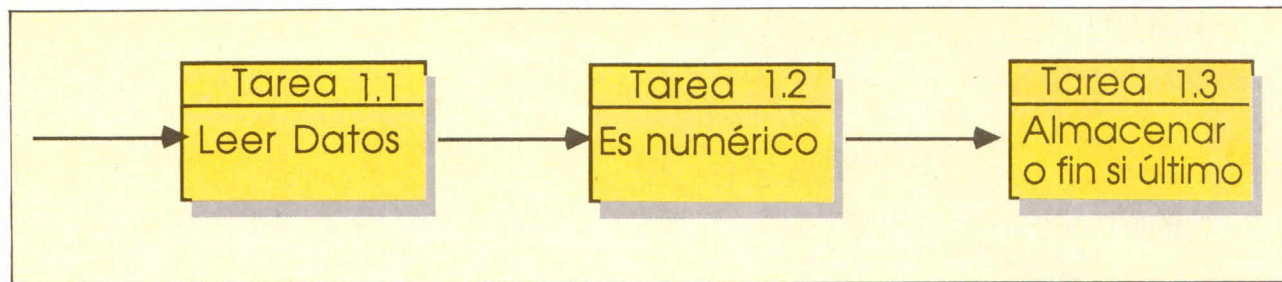 Tarea 1.1
Leer Datos
Tarea 1.2
Es numérico
Tarea 1.3
Almacenar
o fin si último